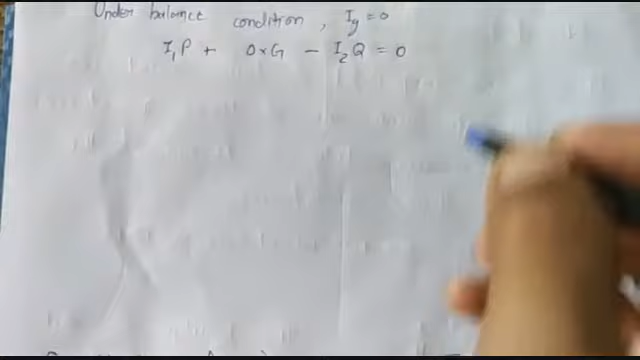 Under balance condition, Ig = 0
I₁P + 0×G - I₂Q = 0